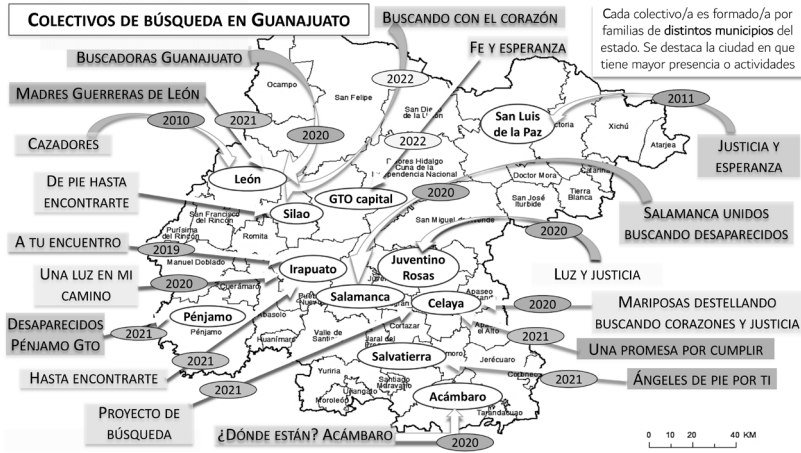 COLECTIVOS DE BÚSQUEDA EN GUANAJUATO
BUSCANDO CON EL CORAZÓN
Cada colectivo/a es formado/a por
familias de distintos municipios del
estado. Se destaca la ciudad en que
tiene mayor presencia o actividades
BUSCADORAS GUANAJUATO
FE Y ESPERANZA
2022
Ocampo
San Felipe
MADRES GUERRERAS DE LEÓN
2011
San Luis
de la Paz
Xichú
Atarjea
2010
2021
2020
2022
CAZADORES
JUSTICIA Y
ESPERANZA
León
Doctor Mora
DE PIE HASTA
ENCONTRARTE
GTO capital
2020
Tierra
Blanca
San José
Iturbide
Silao
San Francisco
del Rincón
Purísima
del Rincón
Romita
SALAMANCA UNIDOS
BUSCANDO DESAPARECIDOS
A TU ENCUENTRO
2019
2020
Manuel Doblado
Juventino
Rosas
LUZ Y JUSTICIA
UNA LUZ EN MI
CAMINO
2020
Irapuato
Salamanca
Celaya
2020
MARIPOSAS DESTELLANDO
BUSCANDO CORAZONES Y JUSTICIA
Pénjamo
Pénjamo
DESAPARECIDOS
PÉNJAMO GTO
2021
Huanímaro
Cortazar
2021
UNA PROMESA POR CUMPLIR
2021
Salvatierra
Jerécuaro
HASTA ENCONTRARTE
2021
Yuriria
2021
ÁNGELES DE PIE POR TI
Acámbaro
PROYECTO DE
BÚSQUEDA
¿DÓNDE ESTÁN? ACÁMBARO
2020
0 10 20 40 KM